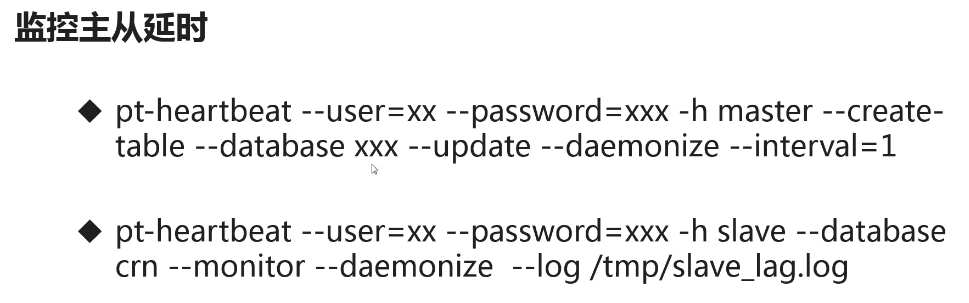 监控主从延时
◆ pt-heartbeat --user=xx --password=xxx -h master --create-
table --database xxx --update --daemonize --interval=1
◆ pt-heartbeat --user=xx --password=xxx -h slave --database
crn --monitor --daemonize  --log /tmp/slave_lag.log